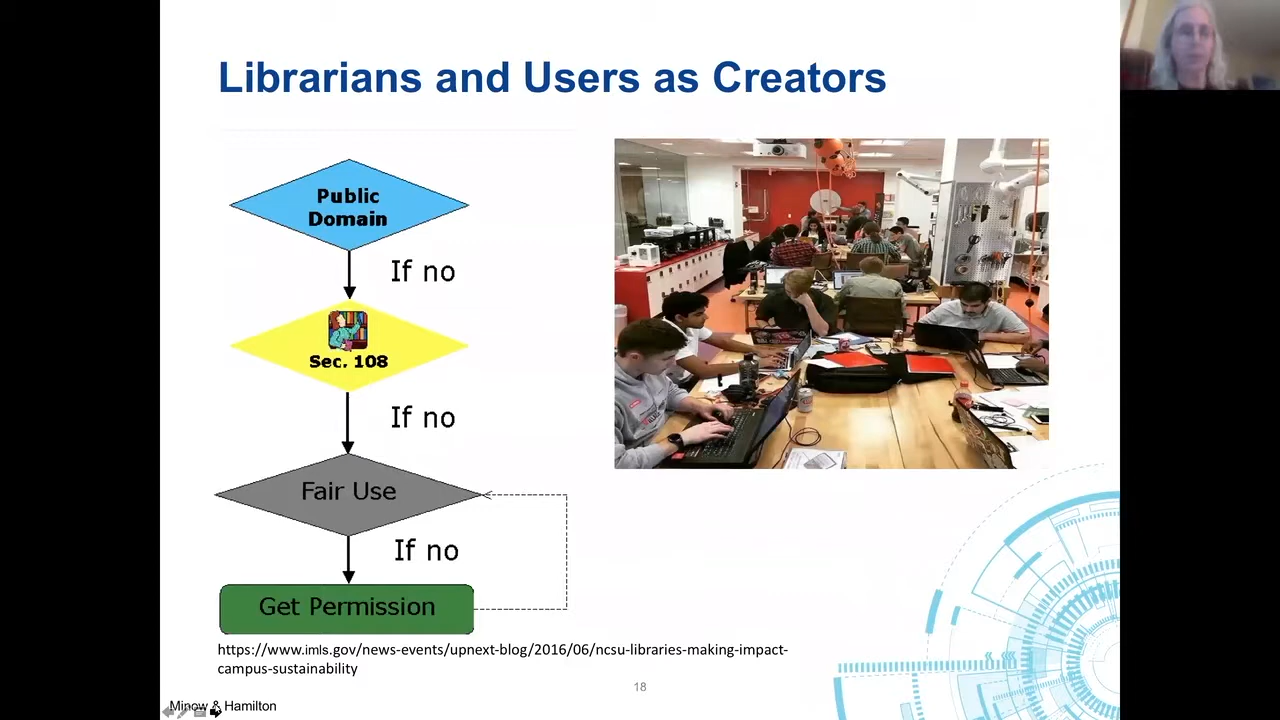 Librarians and Users as Creators
Public
Domain
If no
Sec. 108
If no
Fair Use
If no
Get Permission
https://www.imls.gov/news-events/upnext-blog/2016/06/ncsu-libraries-making-impact-
campus-sustainability
18
Minow & Hamilton